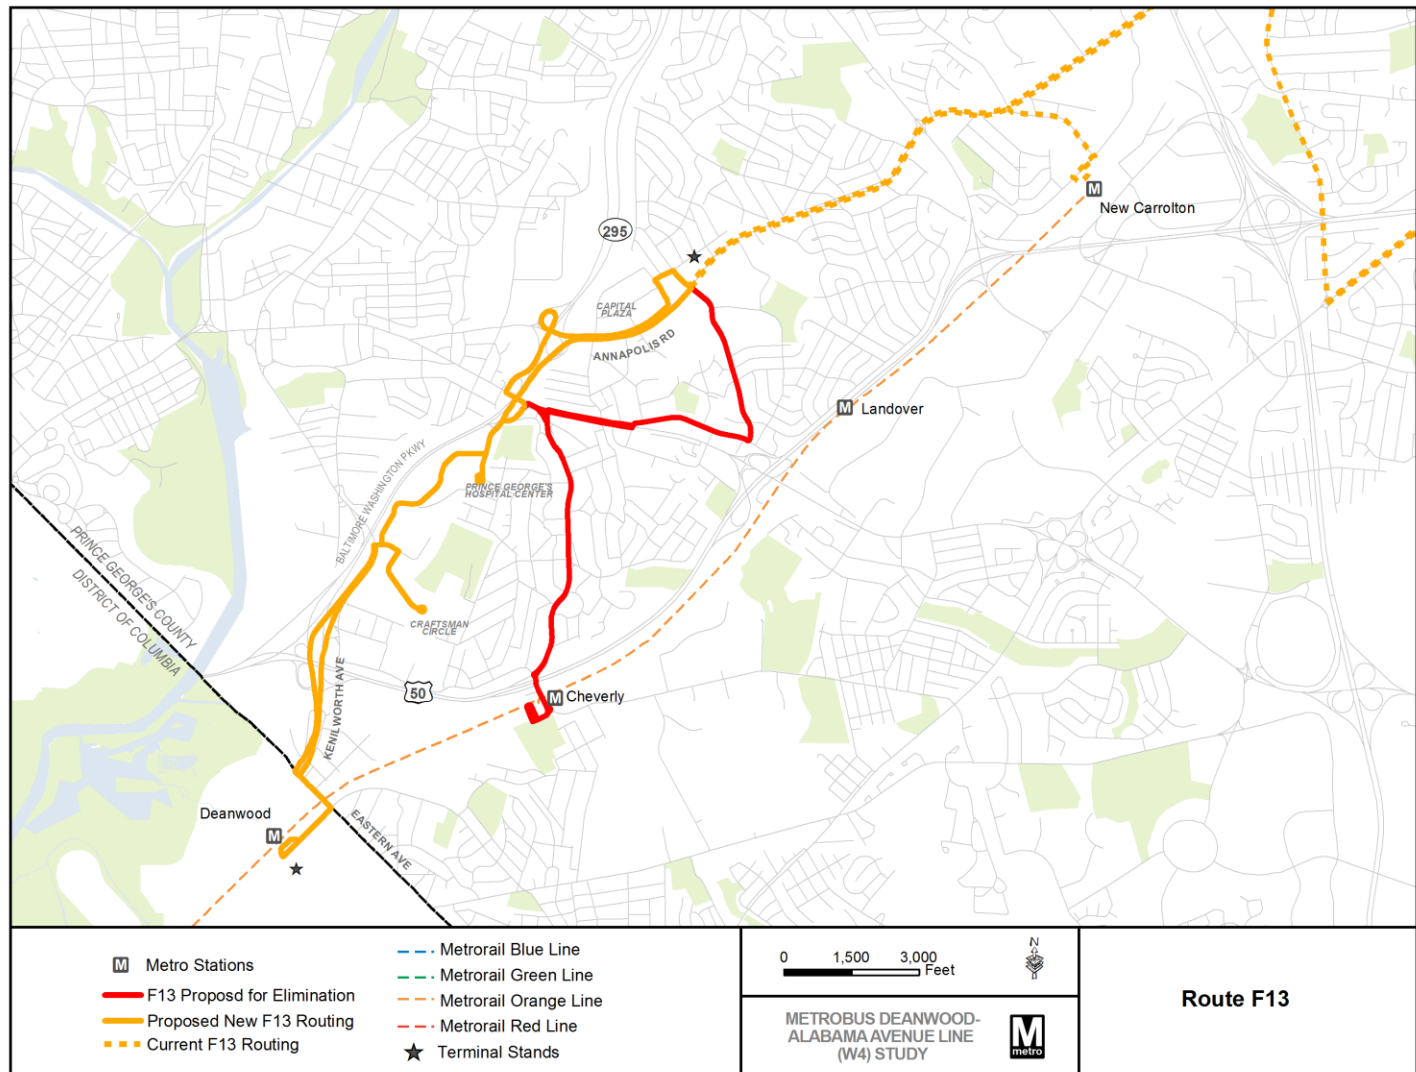 295
M
New Carrolton
CAPITAL
PLAZA
ANNAPOLIS RD
M
Landover
BALTIMORE WASHINGTON PKWY
PRINCE GEORGE'S
HOSPITAL CENTER
PRINCE GEORGE'S COUNTY
DISTRICT OF COLUMBIA
CRAFTSMAN
CIRCLE
KENILWORTH AVE
50
M
Cheverly
Deanwood
M
EASTERN AVE
M Metro Stations
F13 Proposd for Elimination
Proposed New F13 Routing
Current F13 Routing
Metrorail Blue Line
Metrorail Green Line
Metrorail Orange Line
Metrorail Red Line
Terminal Stands
0 1,500 3,000
Feet
N
METROBUS DEANWOOD-
ALABAMA AVENUE LINE
(W4) STUDY
M
metro
Route F13